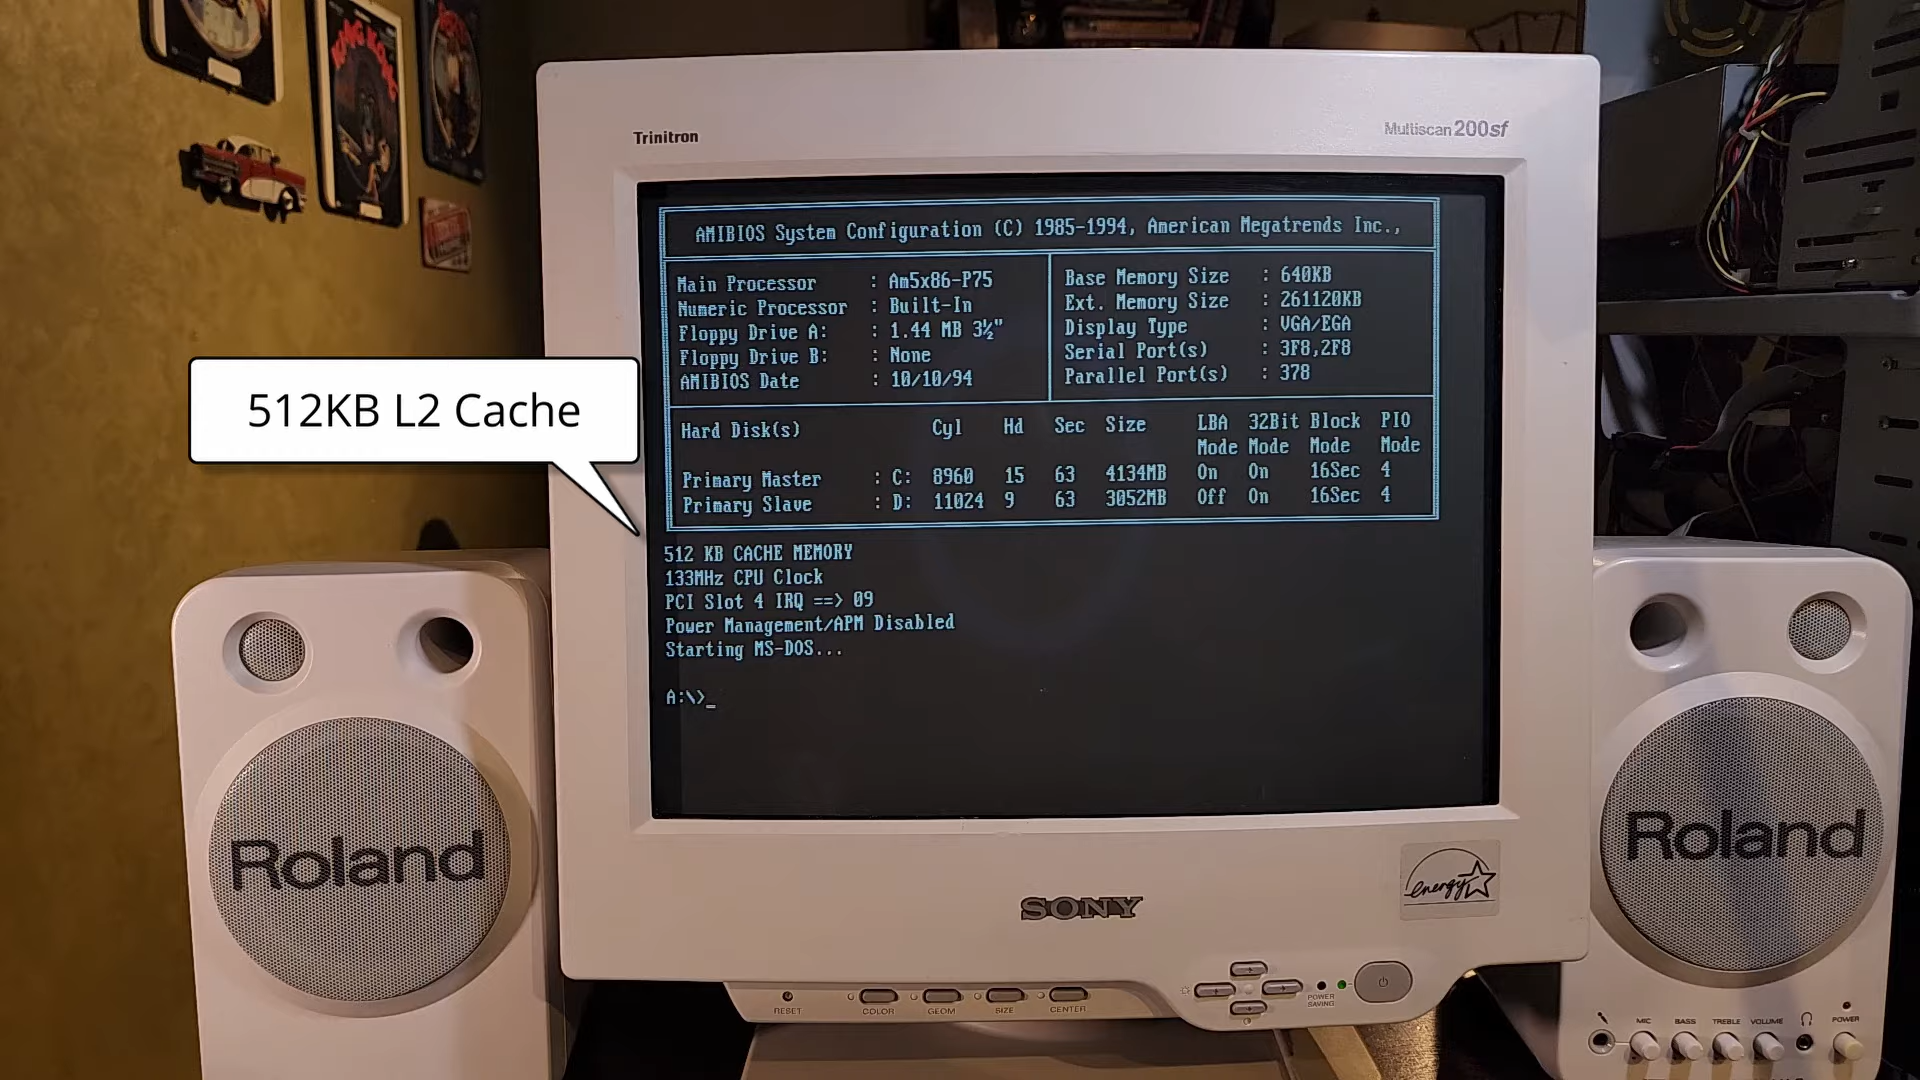 KING KONG
Trinitron
Multiscan 200sf
AMIBIOS System Configuration (C) 1985-1994, American Megatrends Inc.,
Main Processor : Am5x86-P75
Numeric Processor : Built-In
Floppy Drive A: : 1.44 MB 3½"
Floppy Drive B: : None
AMIBIOS Date : 10/10/94
Base Memory Size : 640KB
Ext. Memory Size : 261120KB
Display Type : VGA/EGA
Serial Port(s) : 3F8,2F8
Parallel Port(s) : 378
Hard Disk(s) Cyl Hd Sec Size LBA 32Bit Block PIO
Mode Mode Mode Mode
Primary Master : C: 8960 15 63 4134MB On On 16Sec 4
Primary Slave : D: 11024 9 63 3052MB Off On 16Sec 4
512KB L2 Cache
512 KB CACHE MEMORY
133MHz CPU Clock
PCI Slot 4 IRQ ==> 09
Power Management/APM Disabled
Starting MS-DOS...
A:\>_
Roland
Roland
energy
SONY
RESET
COLOR
GEOM
SIZE
CENTER
POWER
SAVING
MIC
BASS
TREBLE
VOLUME
POWER